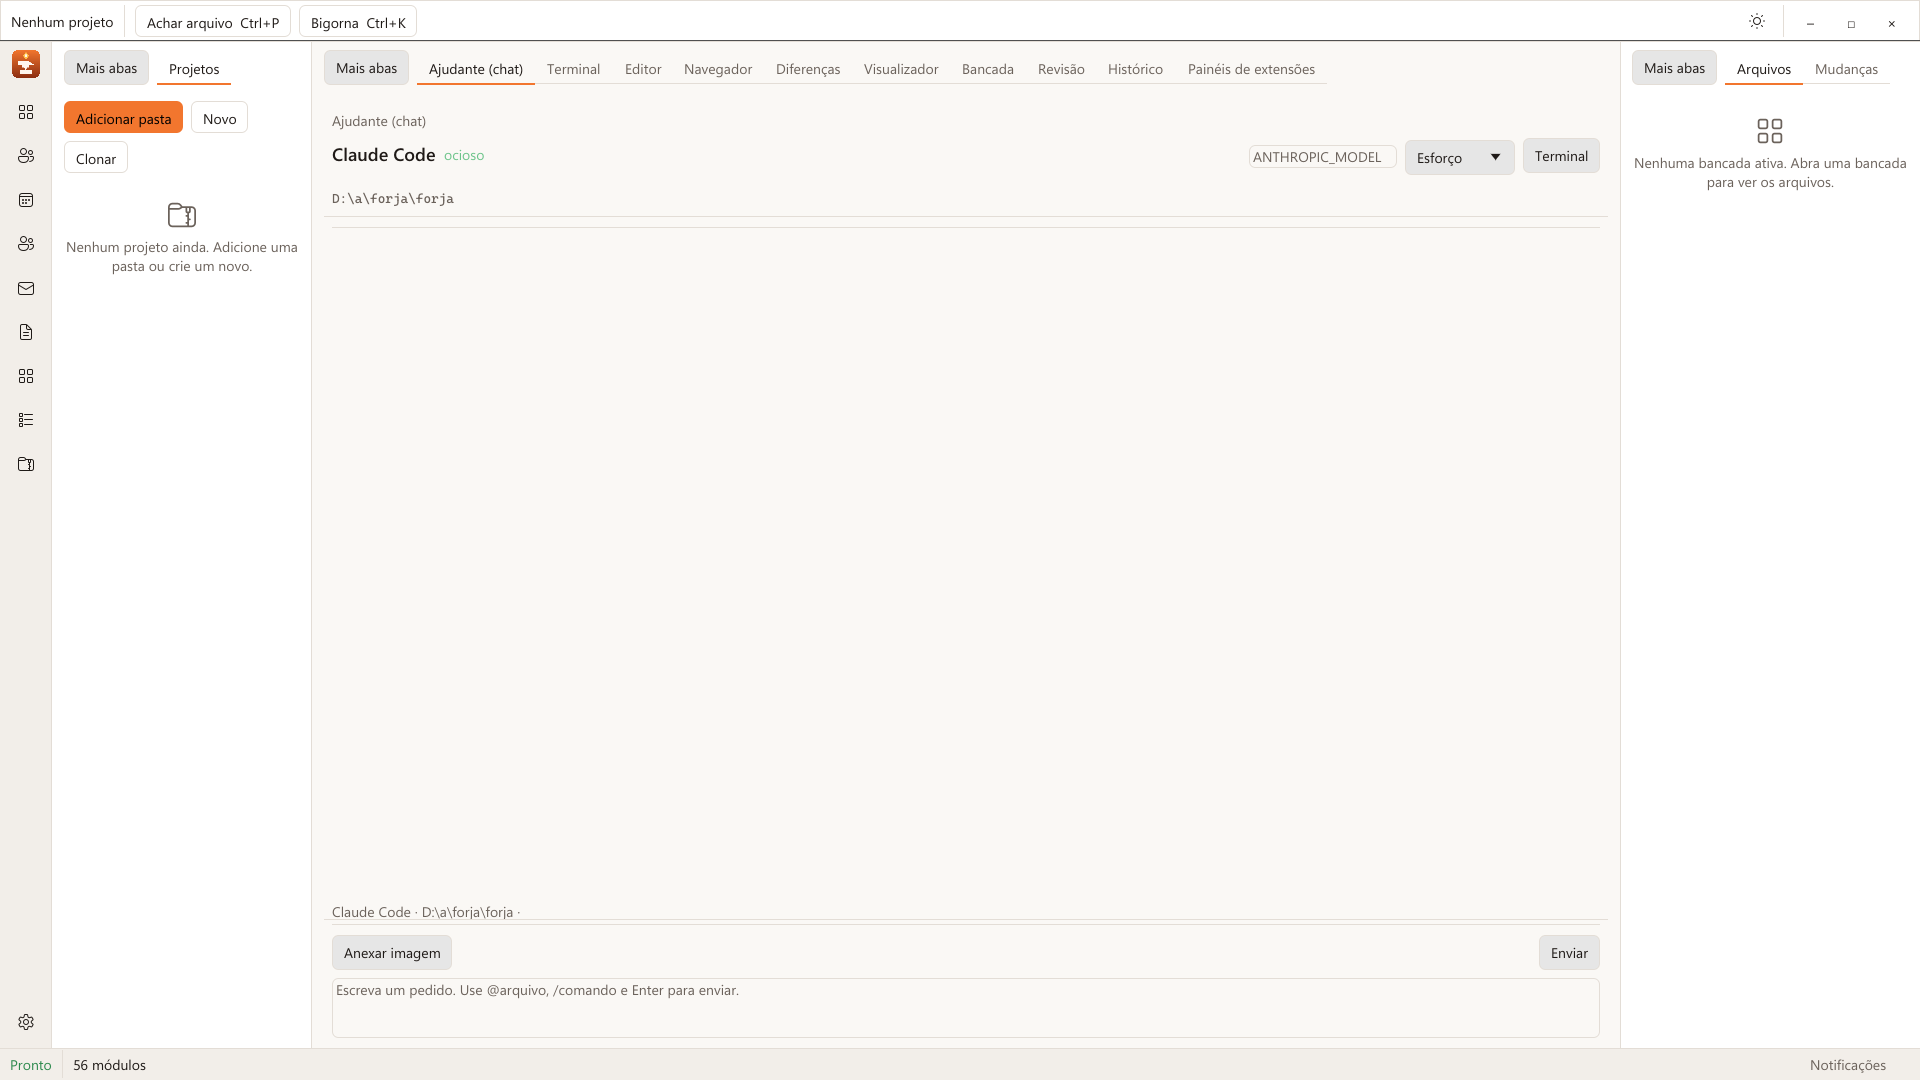 Nenhum projeto
Achar arquivo Ctrl+P
Bigorna Ctrl+K
Mais abas
Projetos
Adicionar pasta
Novo
Clonar
Nenhum projeto ainda. Adicione uma
pasta ou crie um novo.
Mais abas
Ajudante (chat)
Terminal
Editor
Navegador
Diferenças
Visualizador
Bancada
Revisão
Histórico
Painéis de extensões
Ajudante (chat)
Claude Code ocioso
ANTHROPIC_MODEL
Esforço
Terminal
D:\a\forja\forja
Claude Code · D:\a\forja\forja ·
Anexar imagem
Enviar
Escreva um pedido. Use @arquivo, /comando e Enter para enviar.
Mais abas
Arquivos
Mudanças
Nenhuma bancada ativa. Abra uma bancada
para ver os arquivos.
Pronto
56 módulos
Notificações